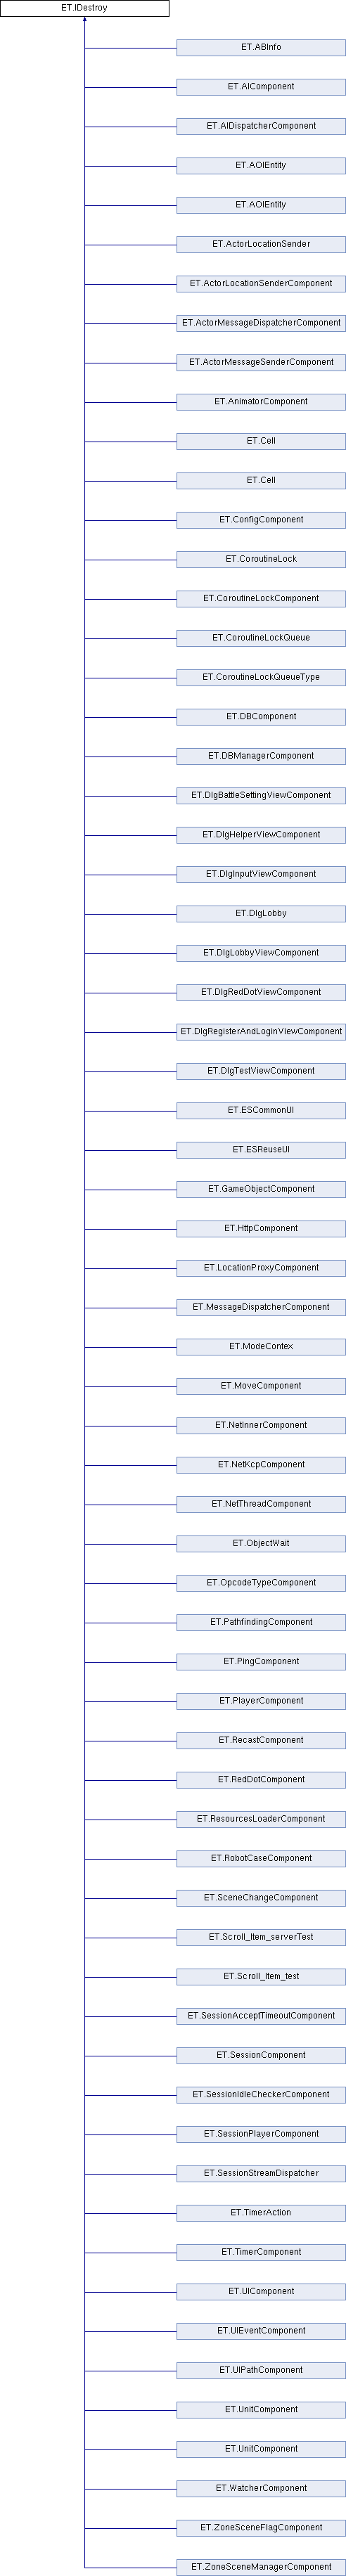 ET.IDestroy
ET.ABInfo
ET.AIComponent
ET.AIDispatcherComponent
ET.AOIEntity
ET.AOIEntity
ET.ActorLocationSender
ET.ActorLocationSenderComponent
ET.ActorMessageDispatcherComponent
ET.ActorMessageSenderComponent
ET.AnimatorComponent
ET.Cell
ET.Cell
ET.ConfigComponent
ET.CoroutineLock
ET.CoroutineLockComponent
ET.CoroutineLockQueue
ET.CoroutineLockQueueType
ET.DBComponent
ET.DBManagerComponent
ET.DlgBattleSettingViewComponent
ET.DlgHelperViewComponent
ET.DlgInputViewComponent
ET.DlgLobby
ET.DlgLobbyViewComponent
ET.DlgRedDotViewComponent
ET.DlgRegisterAndLoginViewComponent
ET.DlgTestViewComponent
ET.ESCommonUI
ET.ESReuseUI
ET.GameObjectComponent
ET.HttpComponent
ET.LocationProxyComponent
ET.MessageDispatcherComponent
ET.ModeContex
ET.MoveComponent
ET.NetInnerComponent
ET.NetKcpComponent
ET.NetThreadComponent
ET.ObjectWait
ET.OpcodeTypeComponent
ET.PathfindingComponent
ET.PingComponent
ET.PlayerComponent
ET.RecastComponent
ET.RedDotComponent
ET.ResourcesLoaderComponent
ET.RobotCaseComponent
ET.SceneChangeComponent
ET.Scroll_Item_serverTest
ET.Scroll_Item_test
ET.SessionAcceptTimeoutComponent
ET.SessionComponent
ET.SessionIdleCheckerComponent
ET.SessionPlayerComponent
ET.SessionStreamDispatcher
ET.TimerAction
ET.TimerComponent
ET.UIComponent
ET.UIEventComponent
ET.UIPathComponent
ET.UnitComponent
ET.UnitComponent
ET.WatcherComponent
ET.ZoneSceneFlagComponent
ET.ZoneSceneManagerComponent